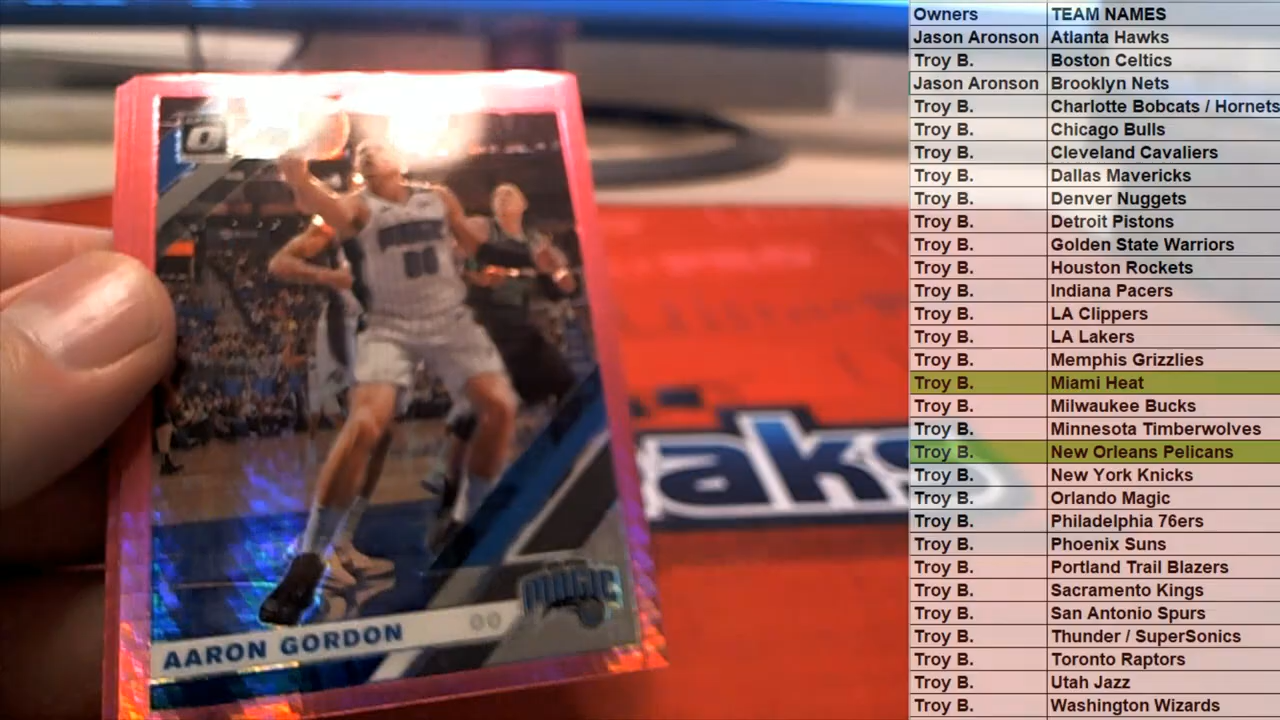 O
00
AARON GORDON 00
MAGIC
aks
Owners TEAM NAMES
Jason Aronson Atlanta Hawks
Troy B. Boston Celtics
Jason Aronson Brooklyn Nets
Troy B. Charlotte Bobcats / Hornets
Troy B. Chicago Bulls
Troy B. Cleveland Cavaliers
Troy B. Dallas Mavericks
Troy B. Denver Nuggets
Troy B. Detroit Pistons
Troy B. Golden State Warriors
Troy B. Houston Rockets
Troy B. Indiana Pacers
Troy B. LA Clippers
Troy B. LA Lakers
Troy B. Memphis Grizzlies
Troy B. Miami Heat
Troy B. Milwaukee Bucks
Troy B. Minnesota Timberwolves
Troy B. New Orleans Pelicans
Troy B. New York Knicks
Troy B. Orlando Magic
Troy B. Philadelphia 76ers
Troy B. Phoenix Suns
Troy B. Portland Trail Blazers
Troy B. Sacramento Kings
Troy B. San Antonio Spurs
Troy B. Thunder / SuperSonics
Troy B. Toronto Raptors
Troy B. Utah Jazz
Troy B. Washington Wizards